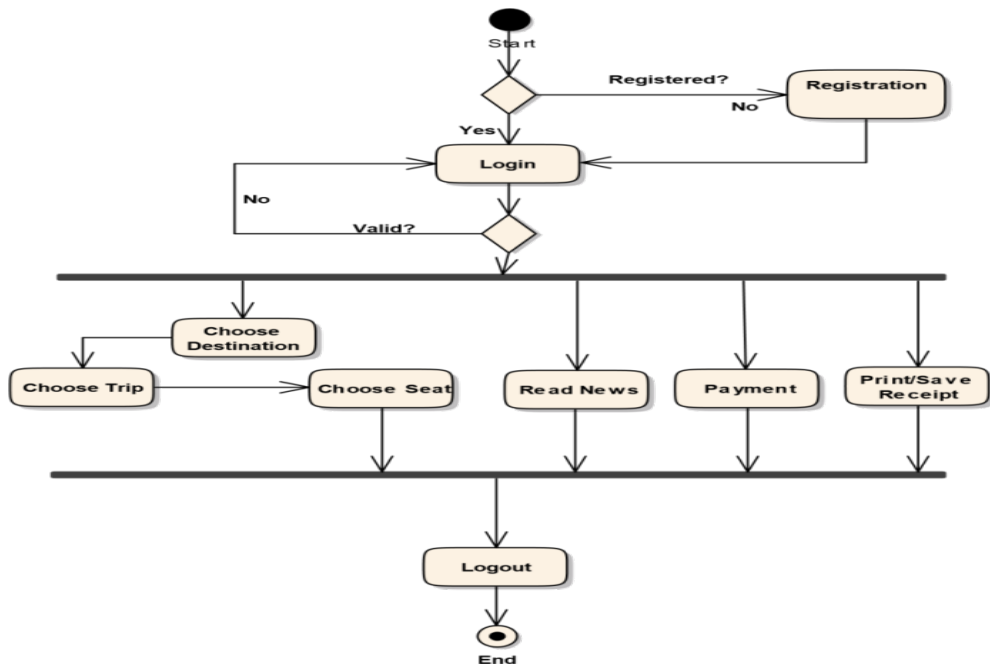 Start
Registered?
Registration
No
Yes
Login
No
Valid?
Choose
Destination
Choose Trip
Choose Seat
Read News
Payment
Print/Save
Receipt
Logout
End